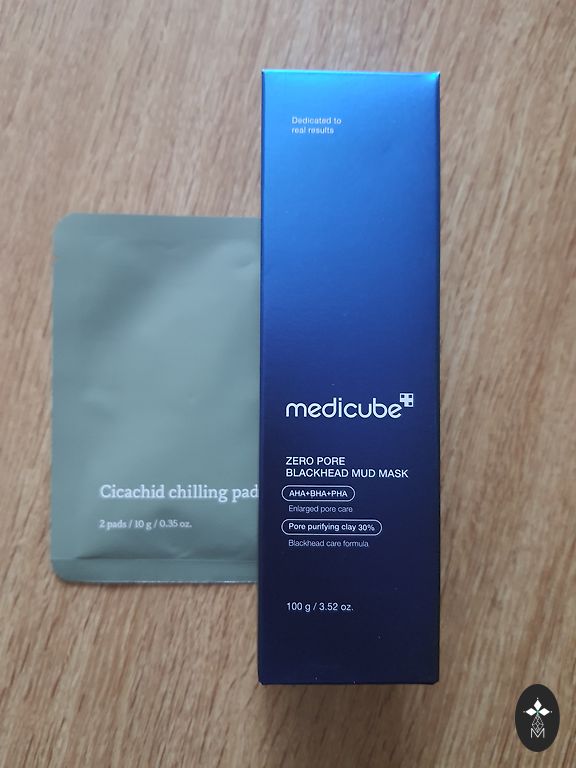 Dedicated to
real results
medicube
ZERO PORE
BLACKHEAD MUD MASK
AHA+BHA+PHA
Enlarged pore care
Pore purifying clay 30%
Blackhead care formula
100 g / 3.52 oz.
Cicachid chilling pad
2 pads / 10 g / 0.35 oz.
M